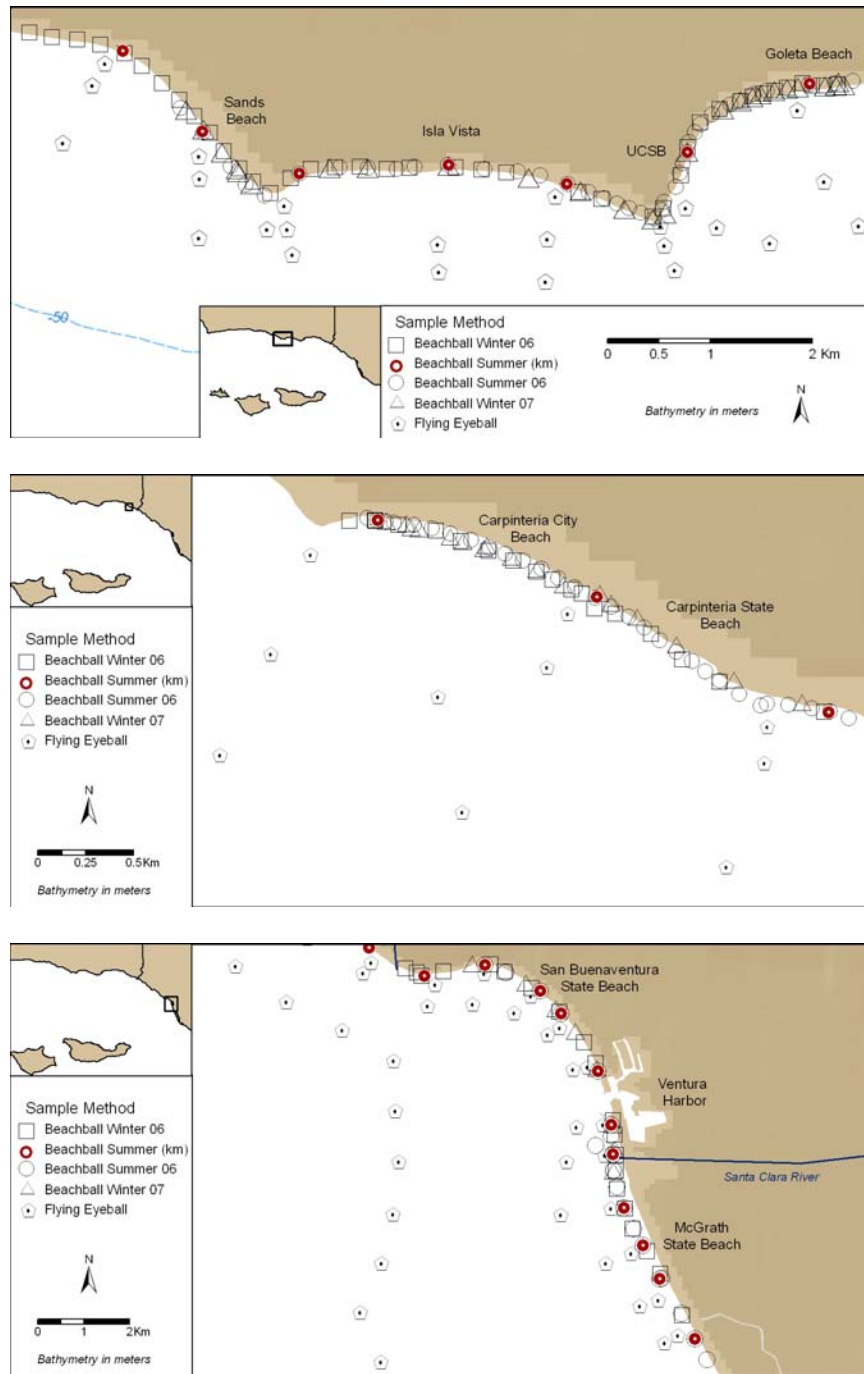 Goleta Beach
Sands
Beach
Isla Vista
UCSB
-50
Sample Method
Beachball Winter 06
Beachball Summer (km)
Beachball Summer 06
Beachball Winter 07
Flying Eyeball
0 0.5 1 2 Km
Bathymetry in meters
N
Carpinteria City
Beach
Carpinteria State
Beach
Sample Method
Beachball Winter 06
Beachball Summer (km)
Beachball Summer 06
Beachball Winter 07
Flying Eyeball
N
0 0.25 0.5Km
Bathymetry in meters
San Buenaventura
State Beach
Ventura
Harbor
Santa Clara River
McGrath
State Beach
Sample Method
Beachball Winter 06
Beachball Summer (km)
Beachball Summer 06
Beachball Winter 07
Flying Eyeball
N
0 1 2Km
Bathymetry in meters